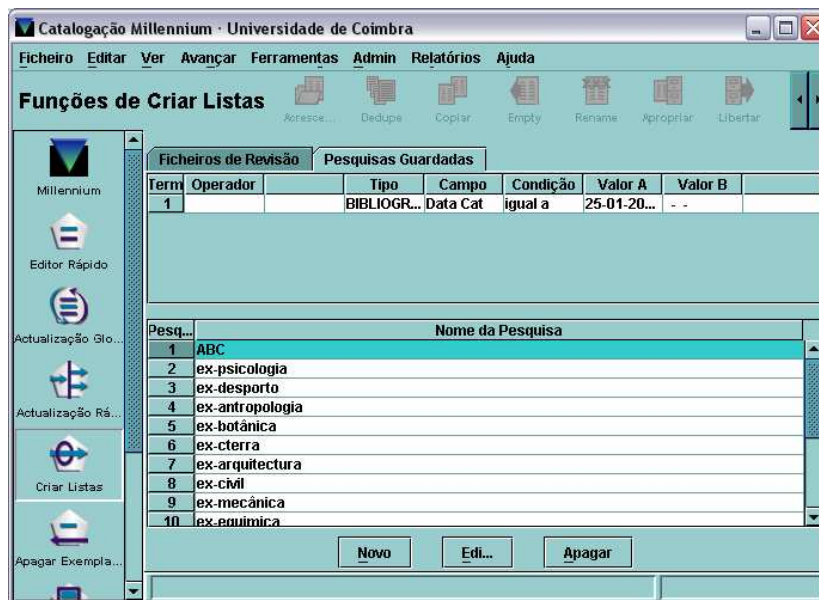 Catalogação Millennium · Universidade de Coimbra
Ficheiro Editar Ver Avançar Ferramentas Admin Relatórios Ajuda
Funções de Criar Listas
Acresce... Dedupe Copiar Empty Rename Apropriar Libertar
Millennium
Editor Rápido
Actualização Glo...
Actualização Rá...
Criar Listas
Apagar Exempla...
Ficheiros de Revisão Pesquisas Guardadas
Term Operador Tipo Campo Condição Valor A Valor B
1 BIBLIOGR... Data Cat igual a 25-01-20... - -
Pesq... Nome da Pesquisa
1 ABC
2 ex-psicologia
3 ex-desporto
4 ex-antropologia
5 ex-botânica
6 ex-cterra
7 ex-arquitectura
8 ex-civil
9 ex-mecânica
10 ex-equimica
Novo Edi... Apagar